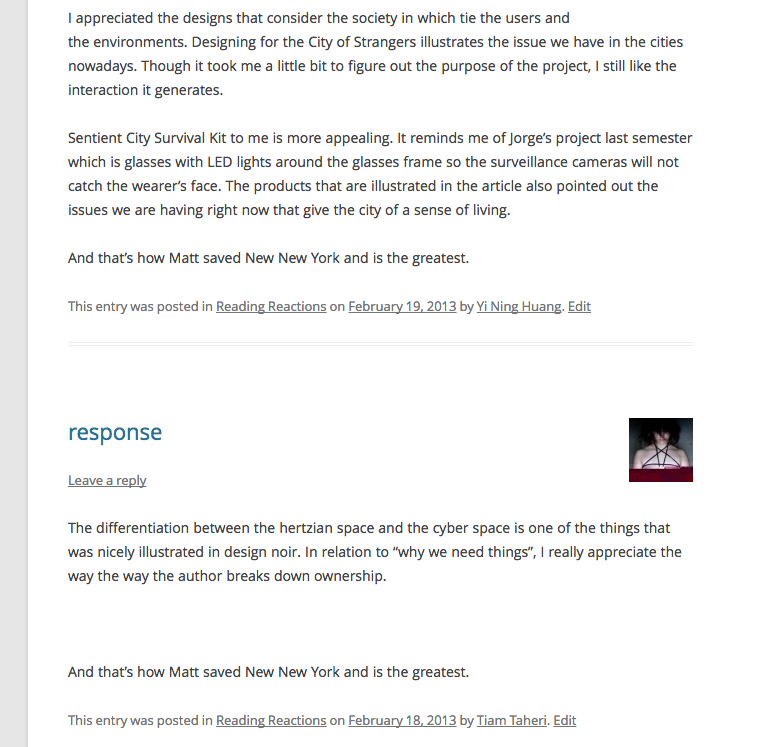 I appreciated the designs that consider the society in which tie the users and
the environments. Designing for the City of Strangers illustrates the issue we have in the cities
nowadays. Though it took me a little bit to figure out the purpose of the project, I still like the
interaction it generates.
Sentient City Survival Kit to me is more appealing. It reminds me of Jorge’s project last semester
which is glasses with LED lights around the glasses frame so the surveillance cameras will not
catch the wearer’s face. The products that are illustrated in the article also pointed out the
issues we are having right now that give the city of a sense of living.
And that’s how Matt saved New New York and is the greatest.
This entry was posted in Reading Reactions on February 19, 2013 by Yi Ning Huang. Edit
response
Leave a reply
The differentiation between the hertzian space and the cyber space is one of the things that
was nicely illustrated in design noir. In relation to “why we need things”, I really appreciate the
way the way the author breaks down ownership.
And that’s how Matt saved New New York and is the greatest.
This entry was posted in Reading Reactions on February 18, 2013 by Tiam Taheri. Edit